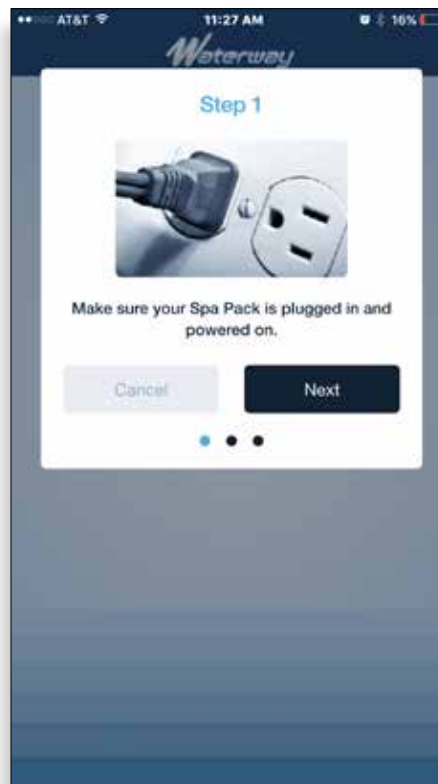 AT&T
11:27 AM
16%
Waterway
Step 1
Make sure your Spa Pack is plugged in and
powered on.
Cancel
Next